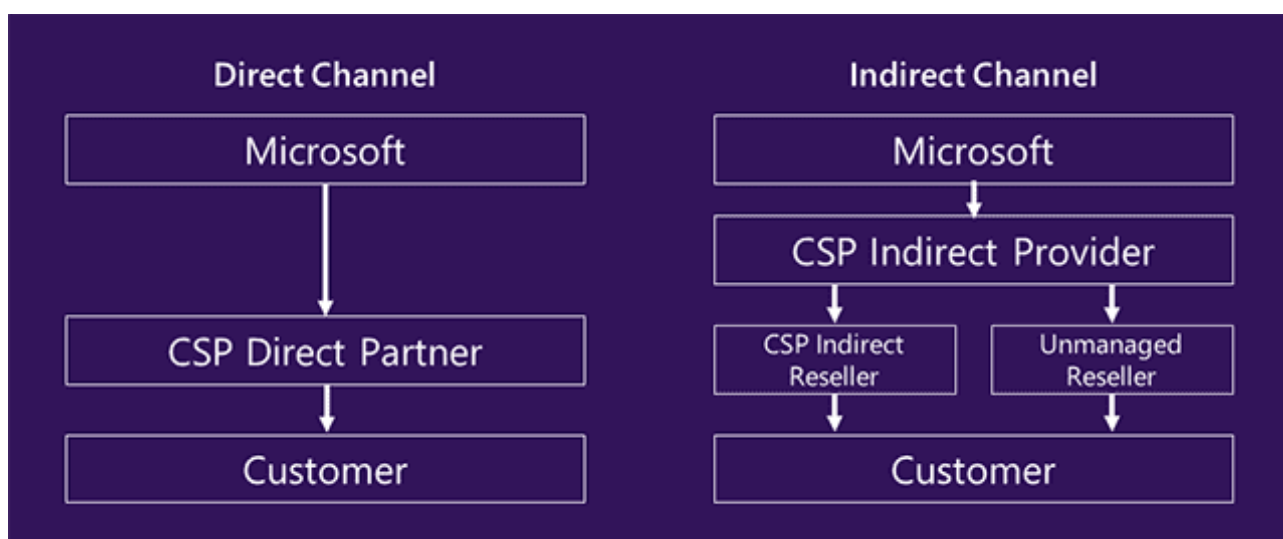 Direct Channel
Microsoft
CSP Direct Partner
Customer
Indirect Channel
Microsoft
CSP Indirect Provider
CSP Indirect
Reseller
Unmanaged
Reseller
Customer